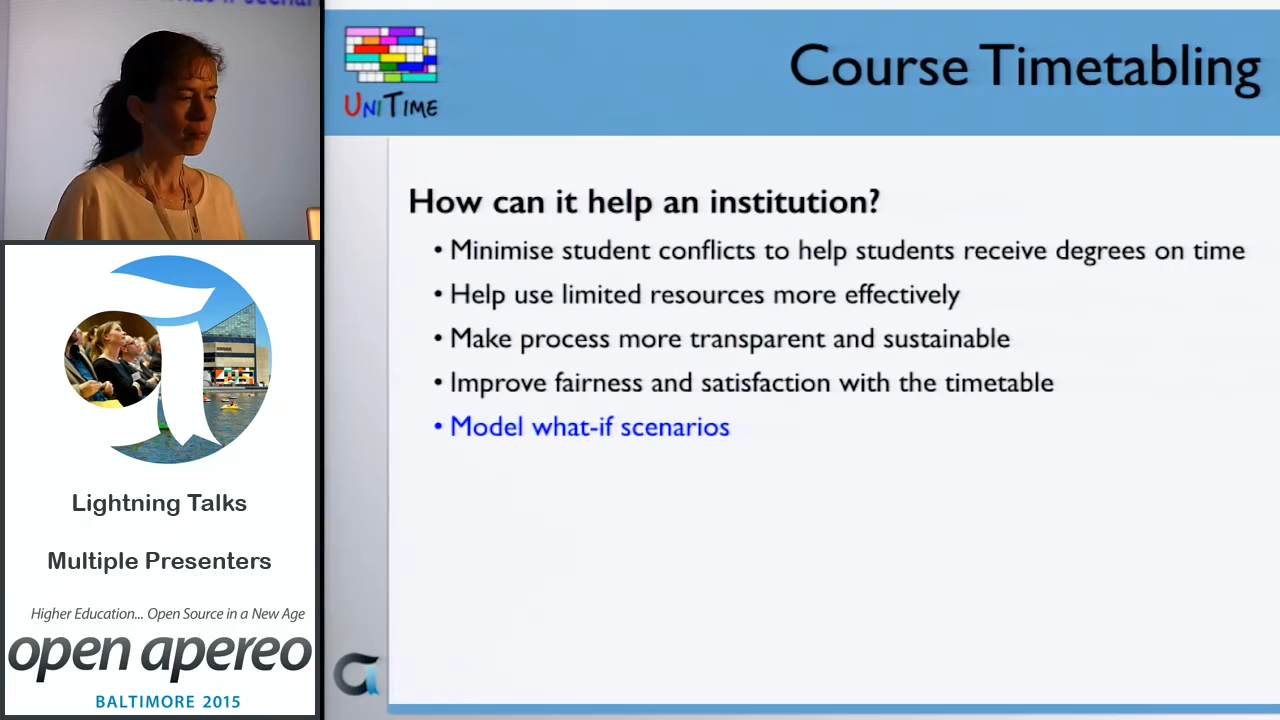 UNITIME
Course Timetabling
How can it help an institution?
• Minimise student conflicts to help students receive degrees on time
• Help use limited resources more effectively
• Make process more transparent and sustainable
• Improve fairness and satisfaction with the timetable
• Model what-if scenarios
Lightning Talks
Multiple Presenters
Higher Education... Open Source in a New Age
open apereo
BALTIMORE 2015